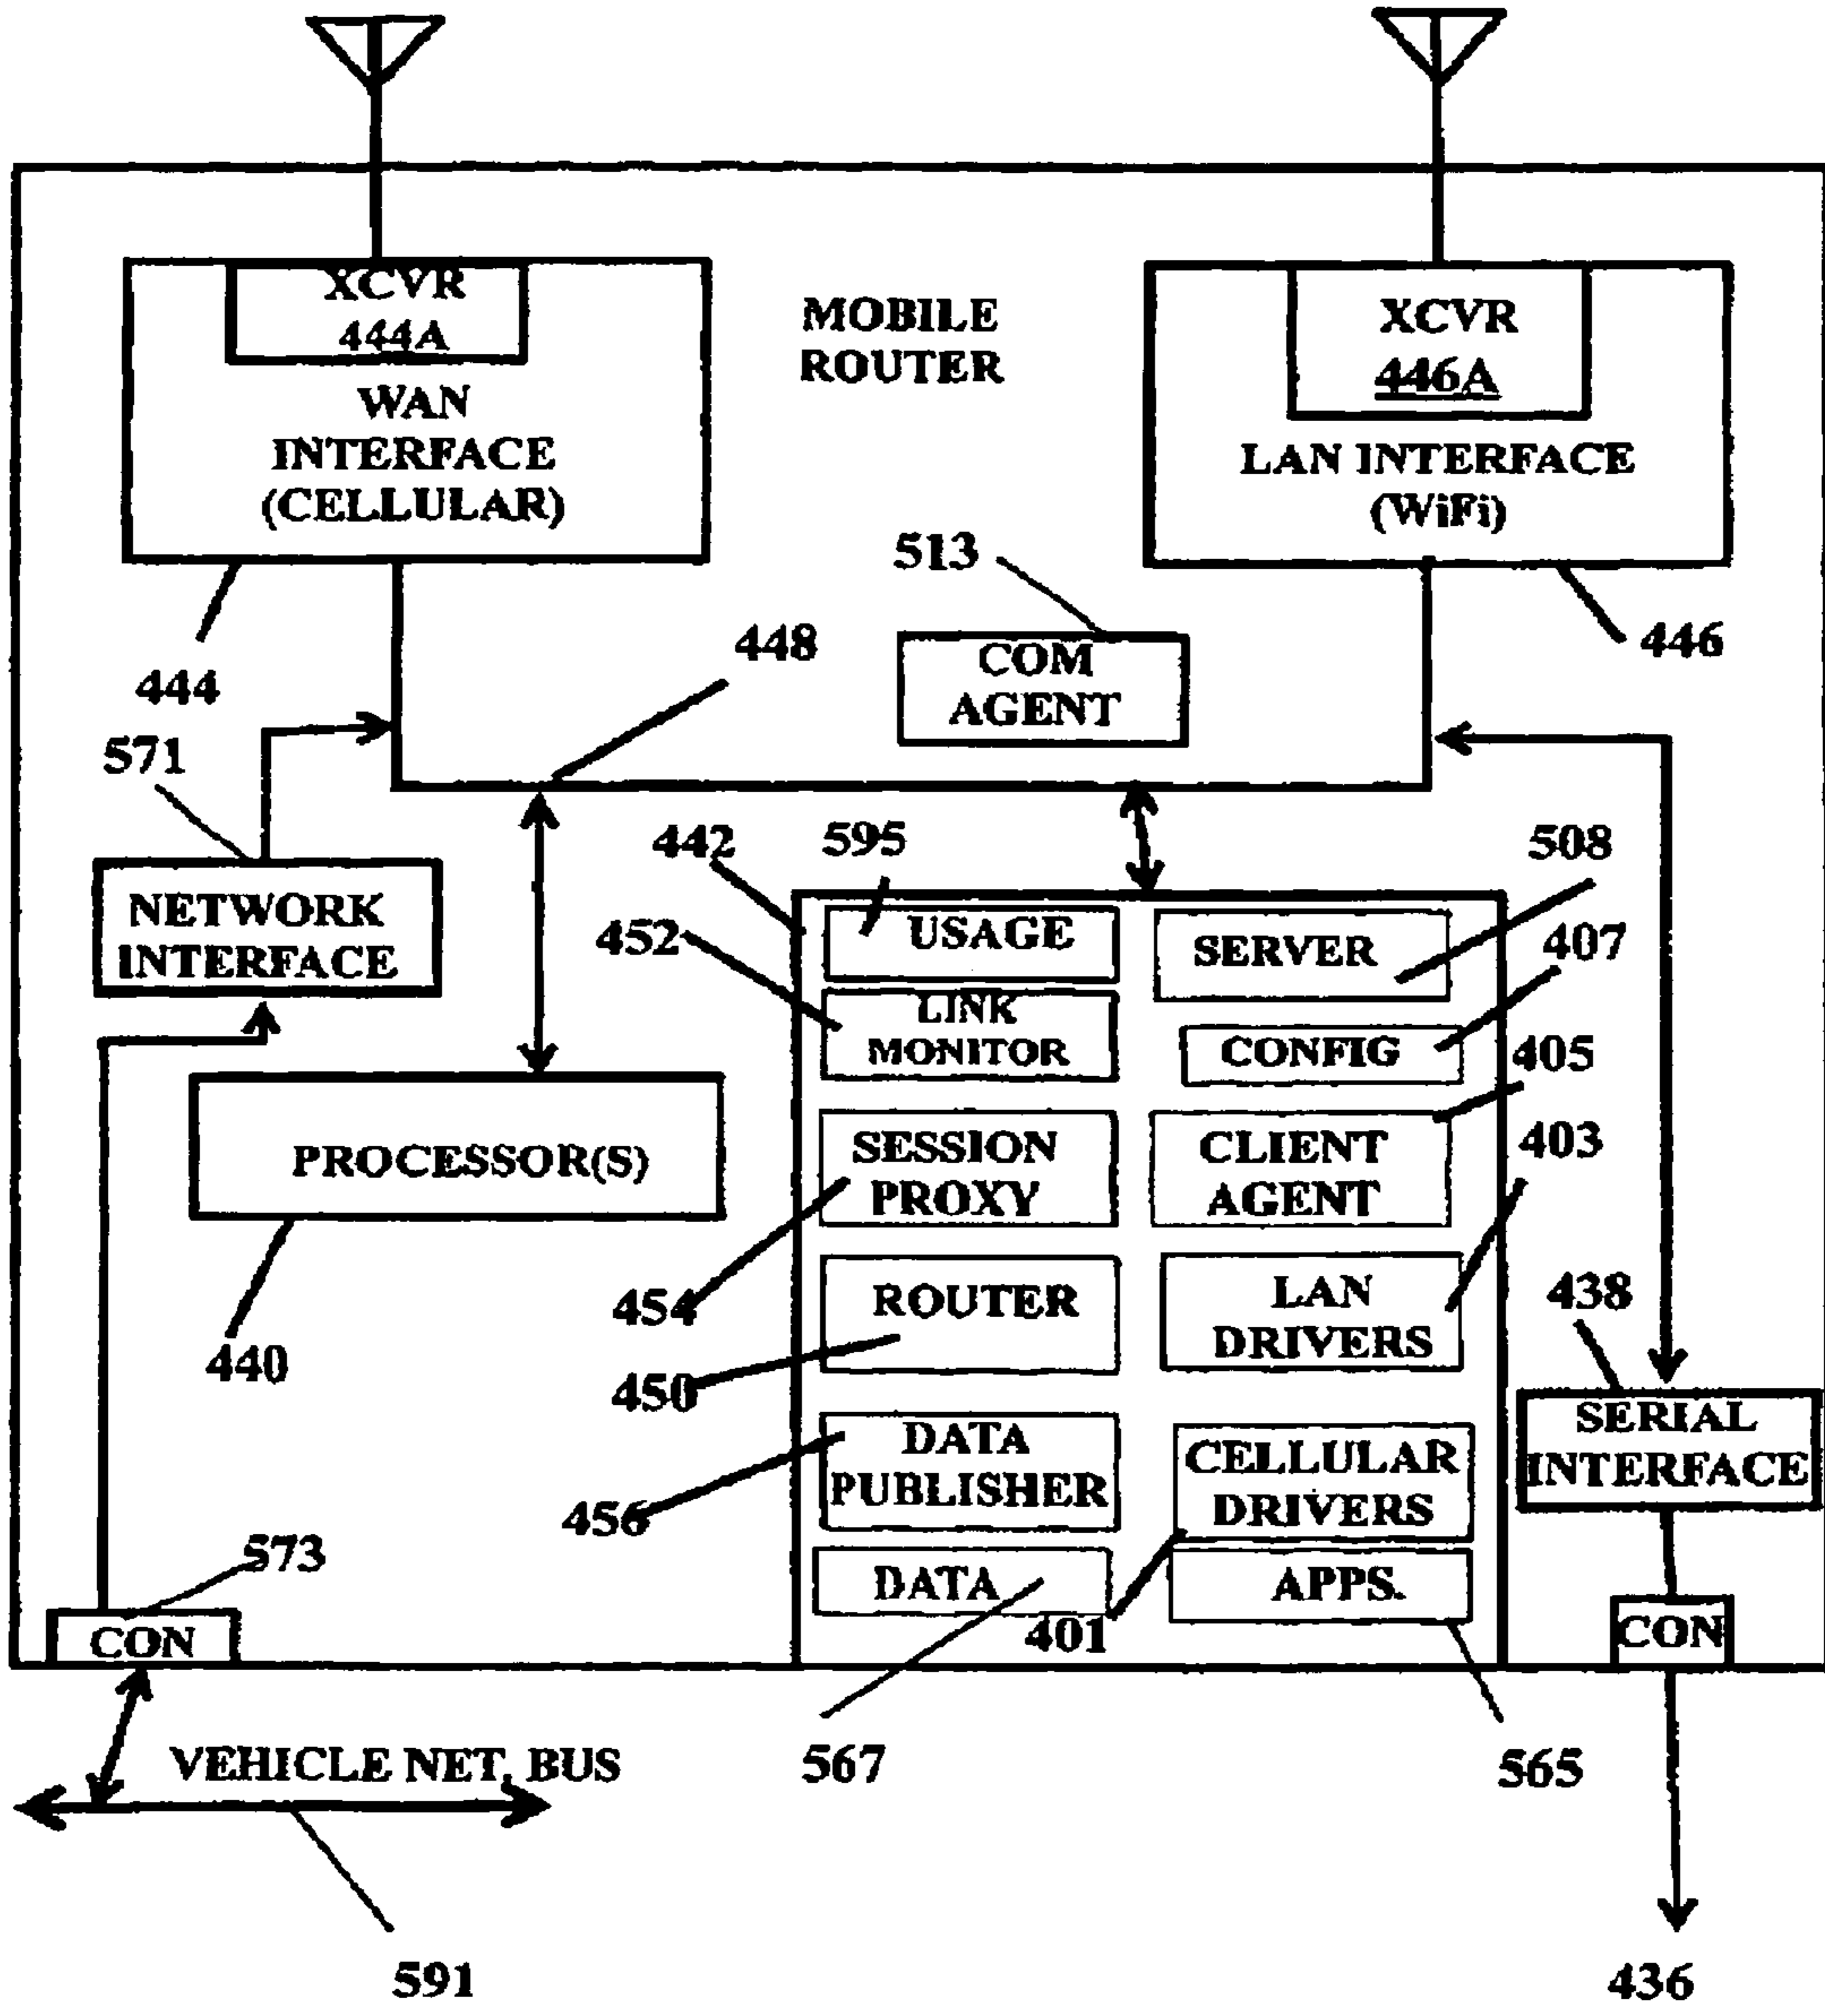 XCVR
444A
WAN
INTERFACE
(CELLULAR)
MOBILE
ROUTER
XCVR
446A
LAN INTERFACE
(WiFi)
513
COM
AGENT
448
446
444
571
NETWORK
INTERFACE
442
595
508
452
407
USAGE
SERVER
LINK
MONITOR
CONFIG
405
PROCESSOR(S)
SESSION
PROXY
CLIENT
AGENT
403
454
440
ROUTER
LAN
DRIVERS
438
450
DATA
PUBLISHER
CELLULAR
DRIVERS
SERIAL
INTERFACE
456
573
DATA
APPS.
401
CON
CON
VEHICLE NET. BUS
567
565
591
436